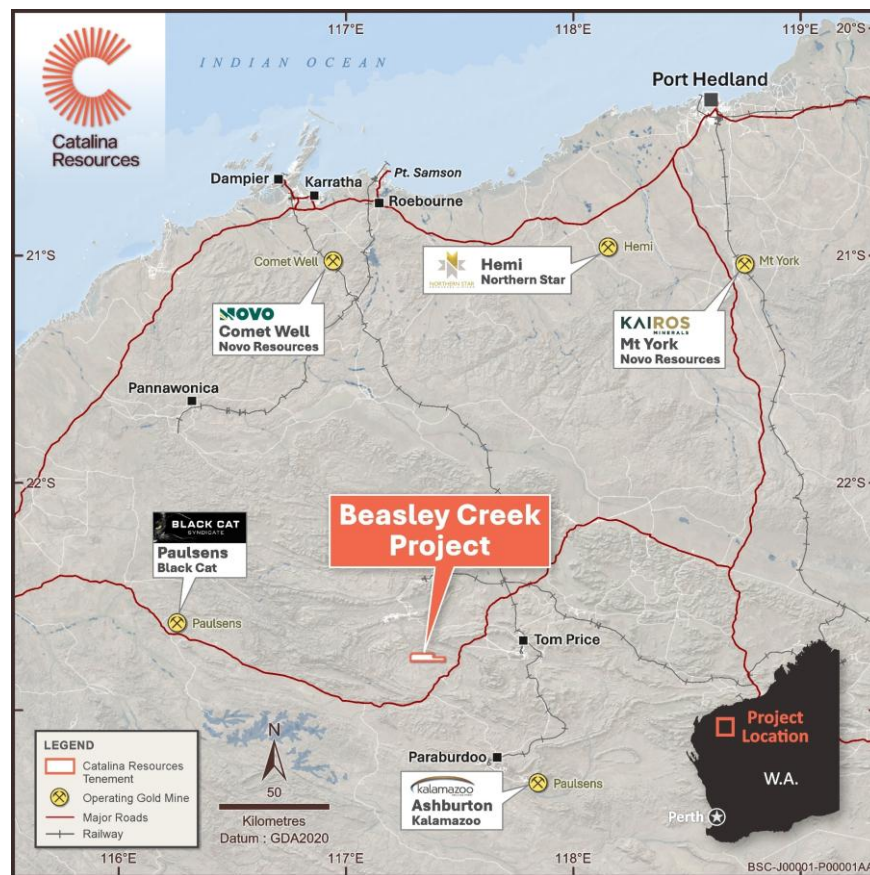 117°E
118°E
119°E
20°S
INDIAN OCEAN
Catalina
Resources
Port Hedland
Dampier
Karratha
Pt. Samson
Roebourne
21°S
Comet Well
NOVO
Comet Well
Novo Resources
NORTHERN STAR
Hemi
Northern Star
Hemi
Mt York
KAIROS
MINERALS
Mt York
Novo Resources
21°S
Pannawonica
22°S
22°S
BLACK CAT
SYNDICATE
Paulsens
Black Cat
Paulsens
Beasley Creek
Project
Tom Price
Paraburdoo
kalamazoo
Ashburton
Kalamazoo
Paulsens
Project
Location
W.A.
Perth
LEGEND
Catalina Resources
Tenement
Operating Gold Mine
Major Roads
Railway
N
50
Kilometres
Datum : GDA2020
116°E
117°E
118°E
BSC-J00001-P00001AA